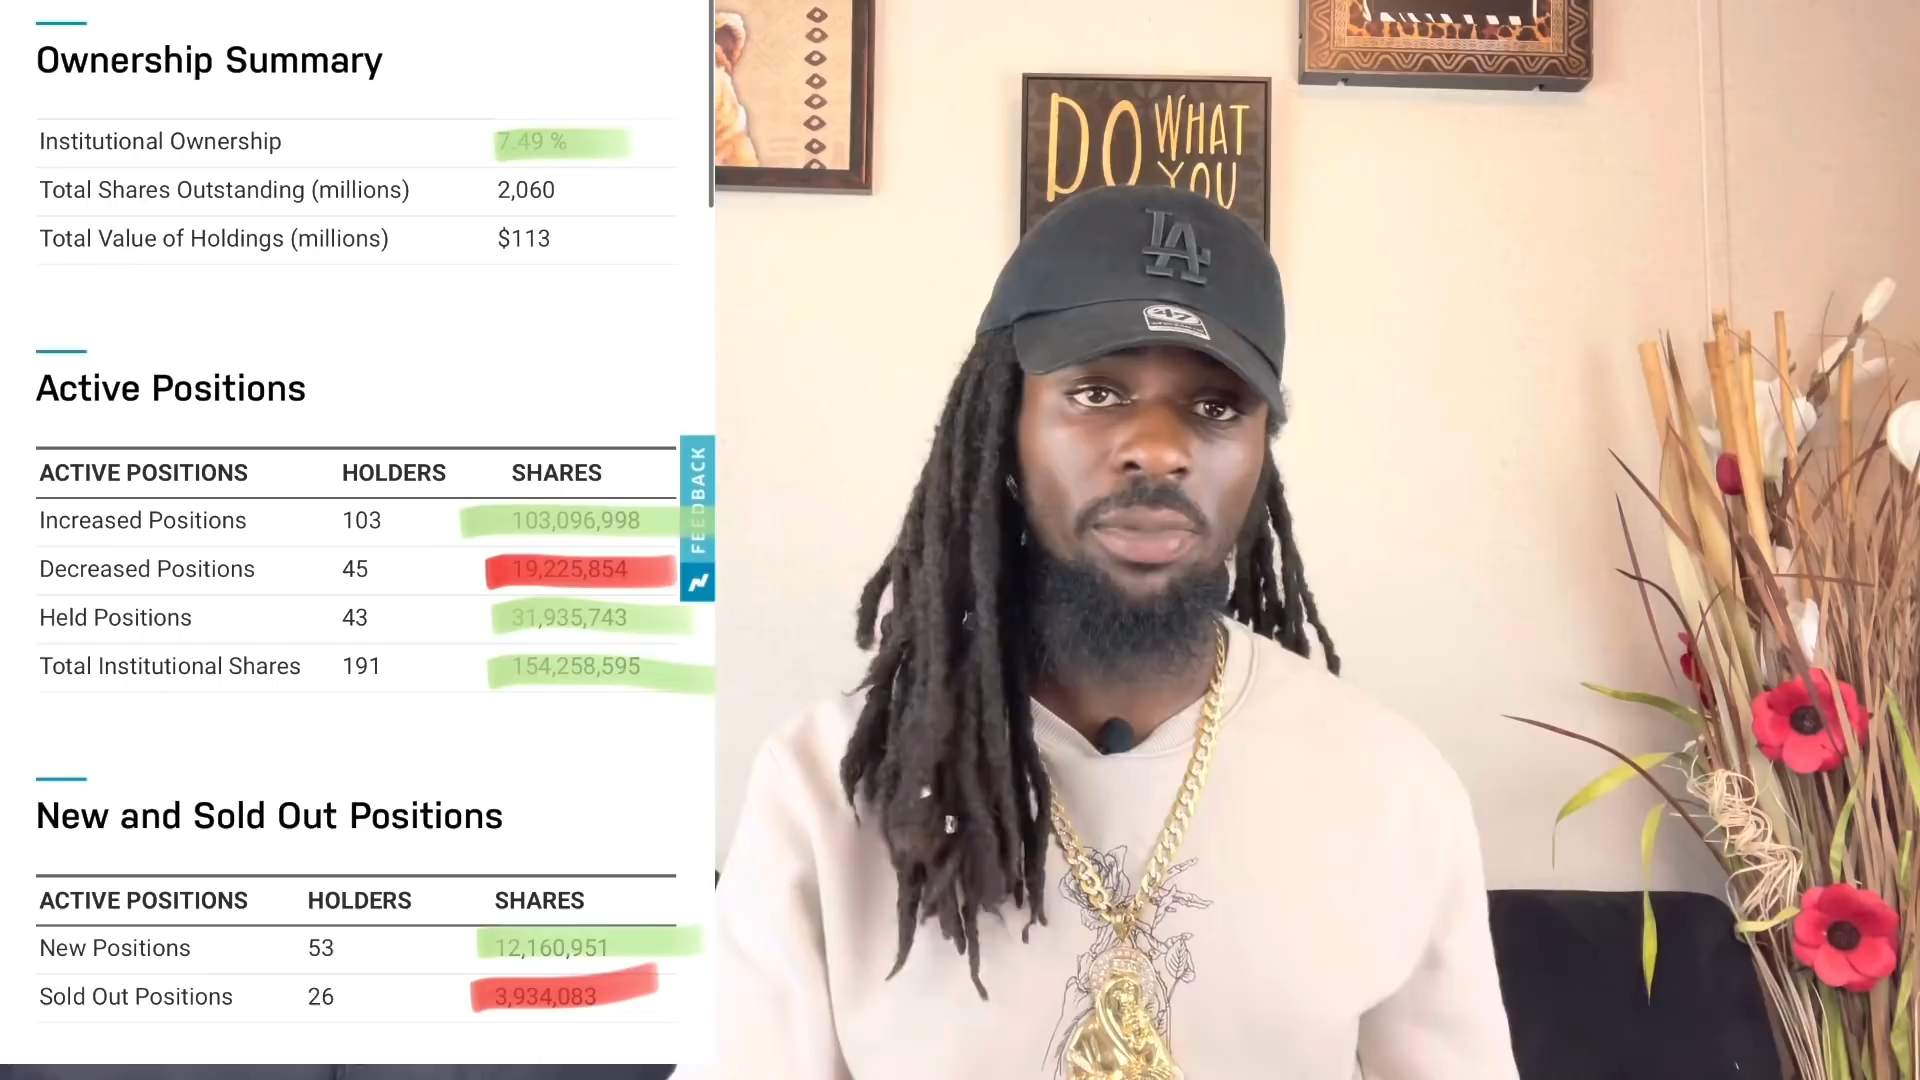 Ownership Summary
Institutional Ownership 7.49 %
Total Shares Outstanding (millions) 2,060
Total Value of Holdings (millions) $113
Active Positions
ACTIVE POSITIONS HOLDERS SHARES
Increased Positions 103 103,096,998
Decreased Positions 45 19,225,854
Held Positions 43 31,935,743
Total Institutional Shares 191 154,258,595
FEEDBACK
New and Sold Out Positions
ACTIVE POSITIONS HOLDERS SHARES
New Positions 53 12,160,951
Sold Out Positions 26 3,934,083
DO WHAT
YOU
LA
47